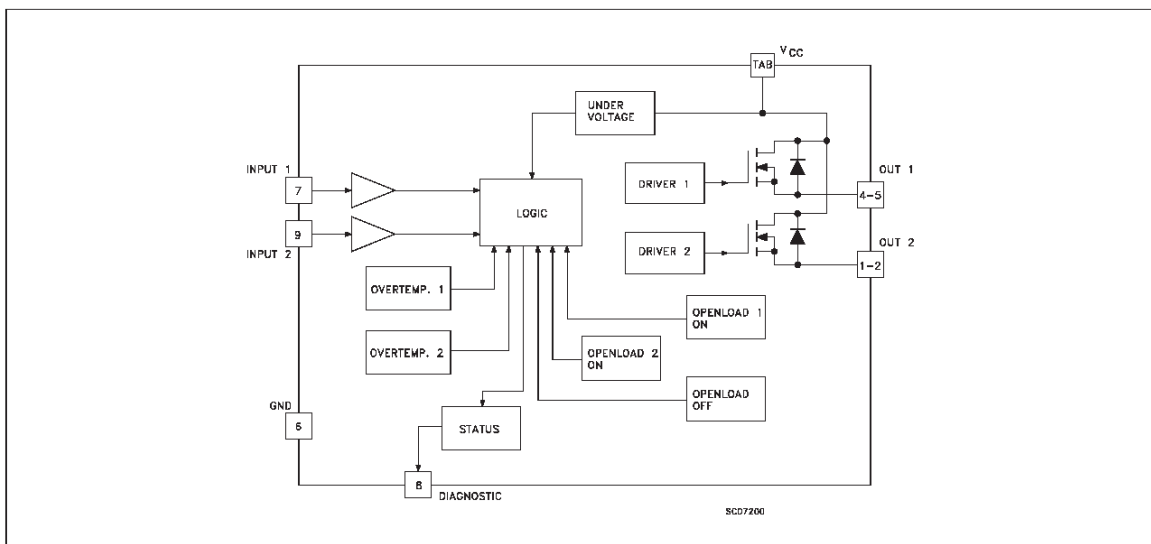 V CC
TAB
UNDER
VOLTAGE
INPUT 1
7
9
INPUT 2
LOGIC
DRIVER 1
DRIVER 2
OUT 1
4-5
OUT 2
1-2
OVERTEMP. 1
OVERTEMP. 2
OPENLOAD 1
ON
OPENLOAD 2
ON
OPENLOAD
OFF
GND
6
STATUS
8
DIAGNOSTIC
SC07200